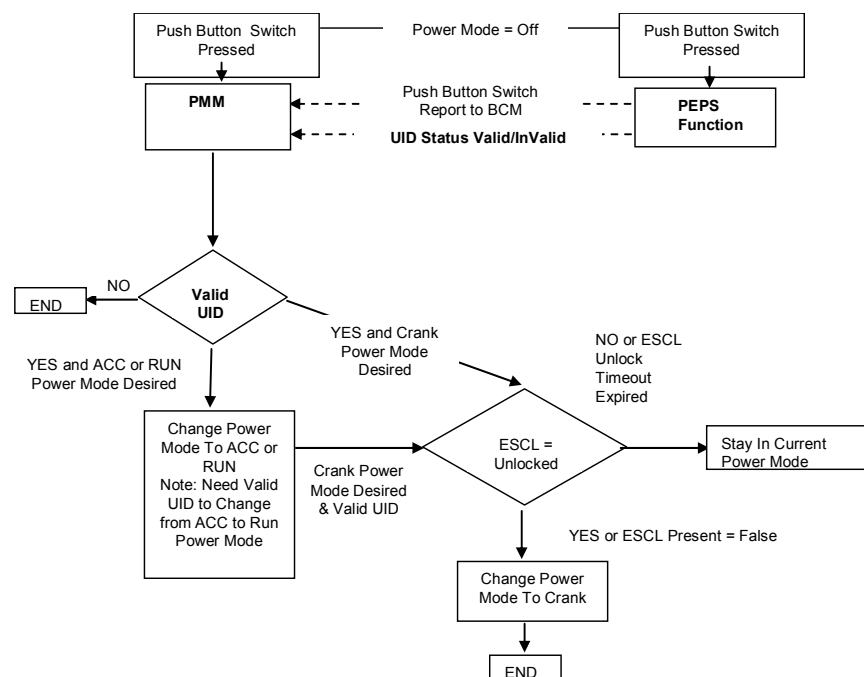 Push Button  Switch
Pressed
Power Mode = Off
Push Button Switch
Pressed
PMM
Push Button Switch
Report to BCM
UID Status Valid/InValid
PEPS
Function
NO
END
Valid
UID
YES and Crank
Power Mode
Desired
NO or ESCL
Unlock
Timeout
Expired
YES and ACC or RUN
Power Mode Desired
Change Power
Mode To ACC or
RUN
Note: Need Valid
UID to Change
from ACC to Run
Power Mode
Crank Power
Mode Desired
& Valid UID
ESCL =
Unlocked
Stay In Current
Power Mode
YES or ESCL Present = False
Change Power
Mode To Crank
END